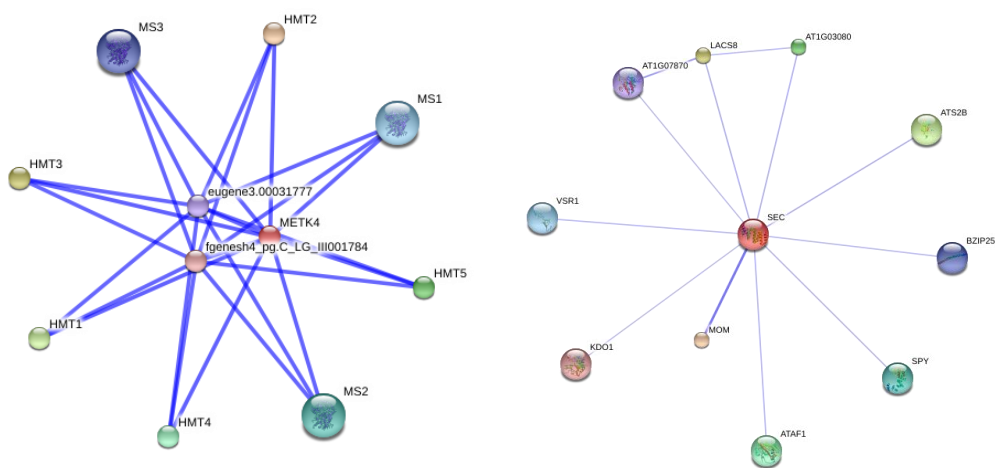 MS3
HMT2
MS1
HMT3
eugene3.00031777
METK4
fgenesh4_pg.C_LG_III001784
HMT5
HMT1
MS2
HMT4
LACS8
AT1G03080
AT1G07870
ATS2B
VSR1
SEC
BZIP25
MOM
KDO1
SPY
ATAF1